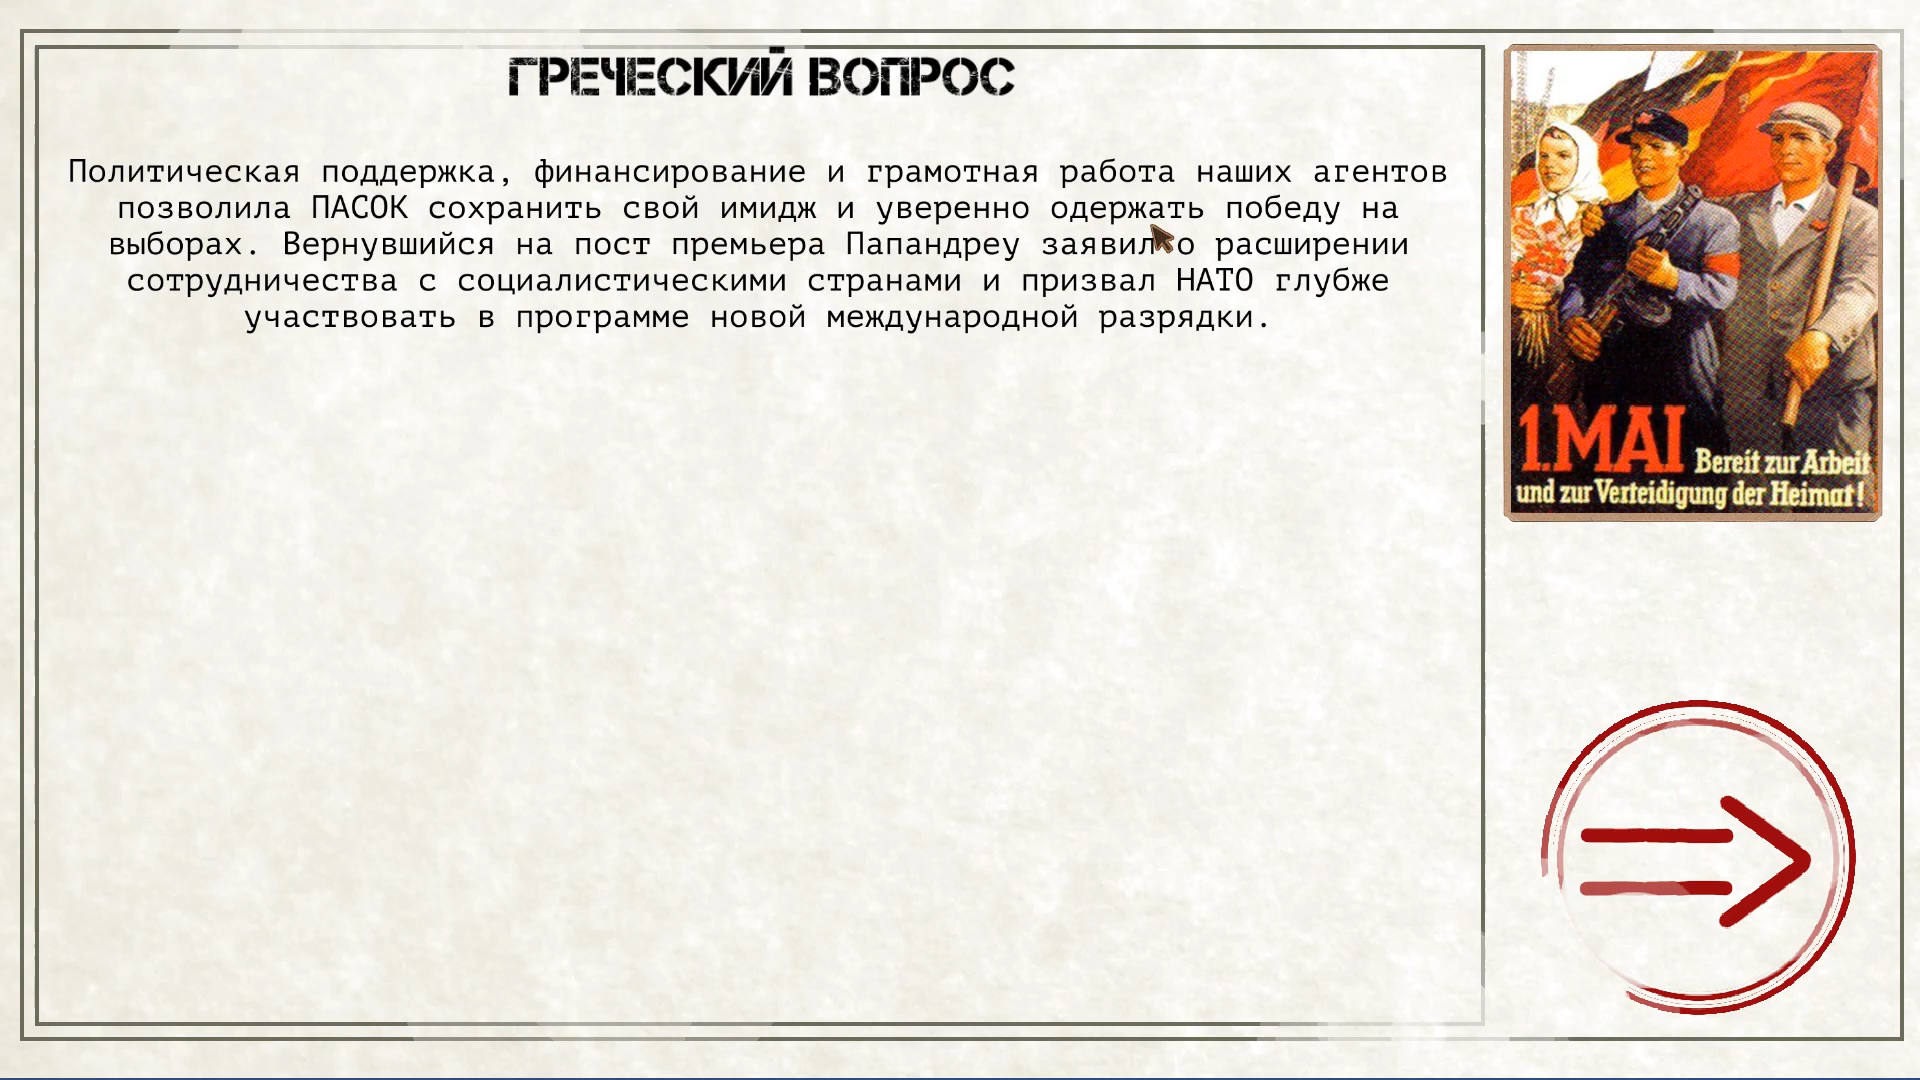 ГРЕЧЕСКИЙ ВОПРОС
Политическая поддержка, финансирование и грамотная работа наших агентов
позволила ПАСОК сохранить свой имидж и уверенно одержать победу на
выборах. Вернувшийся на пост премьера Папандреу заявил о расширении
сотрудничества с социалистическими странами и призвал НАТО глубже
участвовать в программе новой международной разрядки.
1. MAI Bereit zur Arbeit
und zur Verteidigung der Heimat!